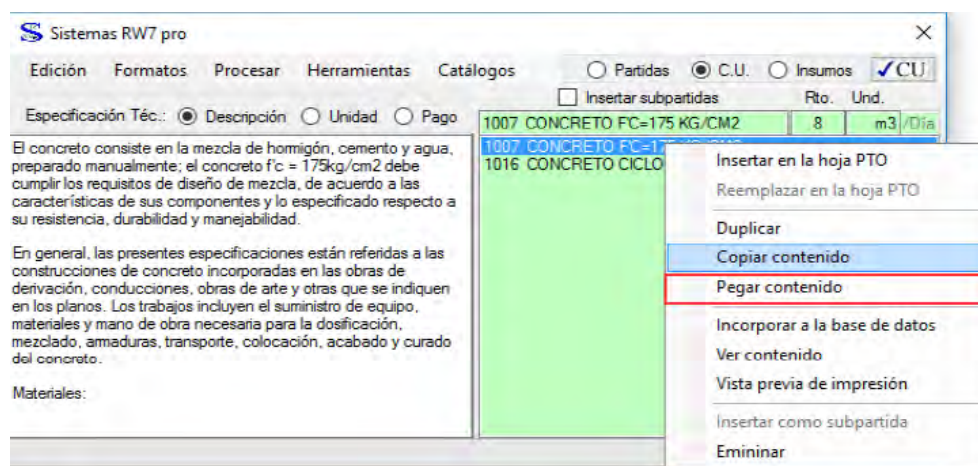 Sistemas RW7 pro
Edición Formatos Procesar Herramientas Catálogos Partidas C.U. Insumos ✓CU
Insertar subpartidas Rto. Und.
Especificación Téc.: Descripción Unidad Pago
1007 CONCRETO F'C=175 KG/CM2 8 m3 /Día
El concreto consiste en la mezcla de hormigón, cemento y agua,
preparado manualmente; el concreto f'c = 175kg/cm2 debe
cumplir los requisitos de diseño de mezcla, de acuerdo a las
características de sus componentes y lo especificado respecto a
su resistencia, durabilidad y manejabilidad.
En general, las presentes especificaciones están referidas a las
construcciones de concreto incorporadas en las obras de
derivación, conducciones, obras de arte y otras que se indiquen
en los planos. Los trabajos incluyen el suministro de equipo,
materiales y mano de obra necesaria para la dosificación,
mezclado, armaduras, transporte, colocación, acabado y curado
del concreto.
Materiales:
1007 CONCRETO F'C=17
1016 CONCRETO CICLO
Insertar en la hoja PTO
Reemplazar en la hoja PTO
Duplicar
Copiar contenido
Pegar contenido
Incorporar a la base de datos
Ver contenido
Vista previa de impresión
Insertar como subpartida
Emininar